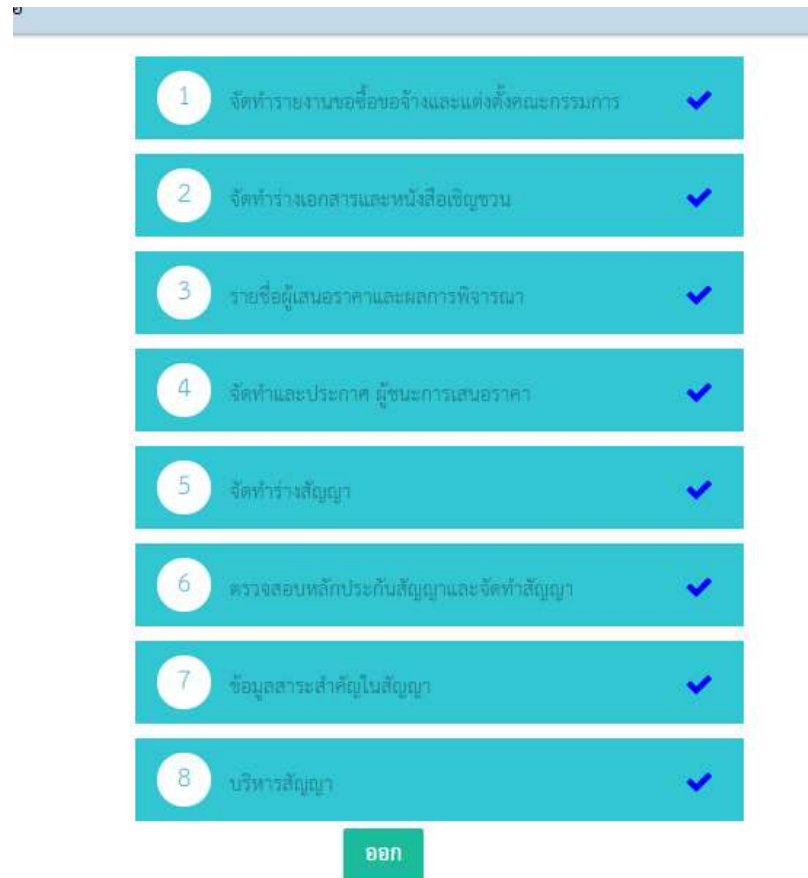 1 จัดทำรายงานขอซื้อขอจ้างและแต่งตั้งคณะกรรมการ
2 จัดทำร่างเอกสารและหนังสือเชิญชวน
3 รายชื่อผู้เสนอราคาและผลการพิจารณา
4 จัดทำและประกาศ ผู้ชนะการเสนอราคา
5 จัดทำร่างสัญญา
6 ตรวจสอบหลักประกันสัญญาและจัดทำสัญญา
7 ข้อมูลสาระสำคัญในสัญญา
8 บริหารสัญญา
ออก